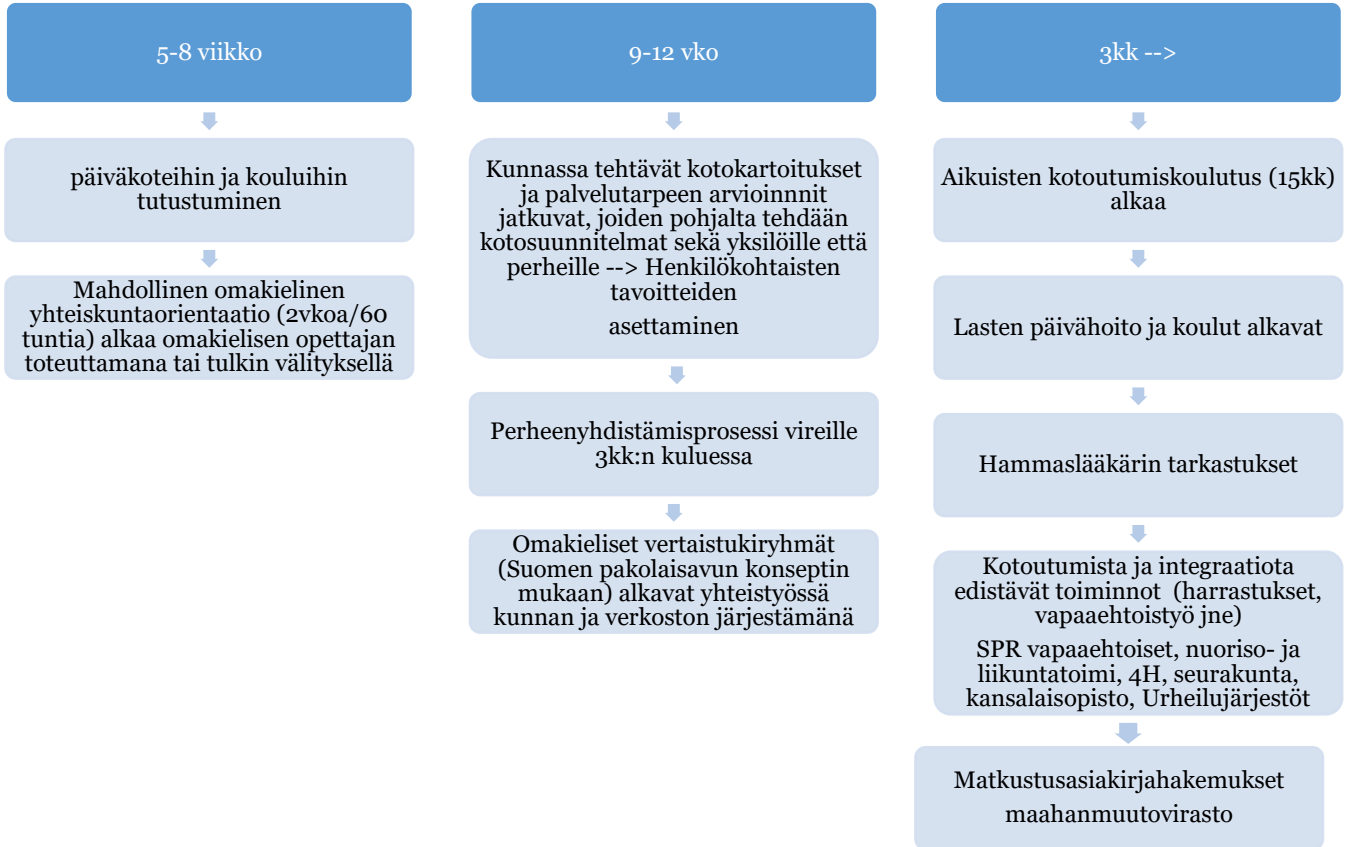 5-8 viikko
päiväkoteihin ja kouluihin
tutustuminen
Mahdollinen omakielinen
yhteiskuntaorientaatio (2vkoa/60
tuntia) alkaa omakielisen opettajan
toteuttamana tai tulkin välityksellä
9-12 vko
Kunnassa tehtävät kotokartoitukset
ja palvelutarpeen arvioinnnit
jatkuvat, joiden pohjalta tehdään
kotosuunnitelmat sekä yksilöille että
perheille --> Henkilökohtaisten
tavoitteiden
asettaminen
Perheenyhdistämisprosessi vireille
3kk:n kuluessa
Omakieliset vertaistukiryhmät
(Suomen pakolaisavun konseptin
mukaan) alkavat yhteistyössä
kunnan ja verkoston järjestämänä
3kk -->
Aikuisten kotoutumiskoulutus (15kk)
alkaa
Lasten päivähoito ja koulut alkavat
Hammaslääkärin tarkastukset
Kotoutumista ja integraatiota
edistävät toiminnot (harrastukset,
vapaaehtoistyö jne)
SPR vapaaehtoiset, nuoriso- ja
liikuntatoimi, 4H, seurakunta,
kansalaisopisto, Urheilujärjestöt
Matkustusasiakirjahakemukset
maahanmuutovirasto